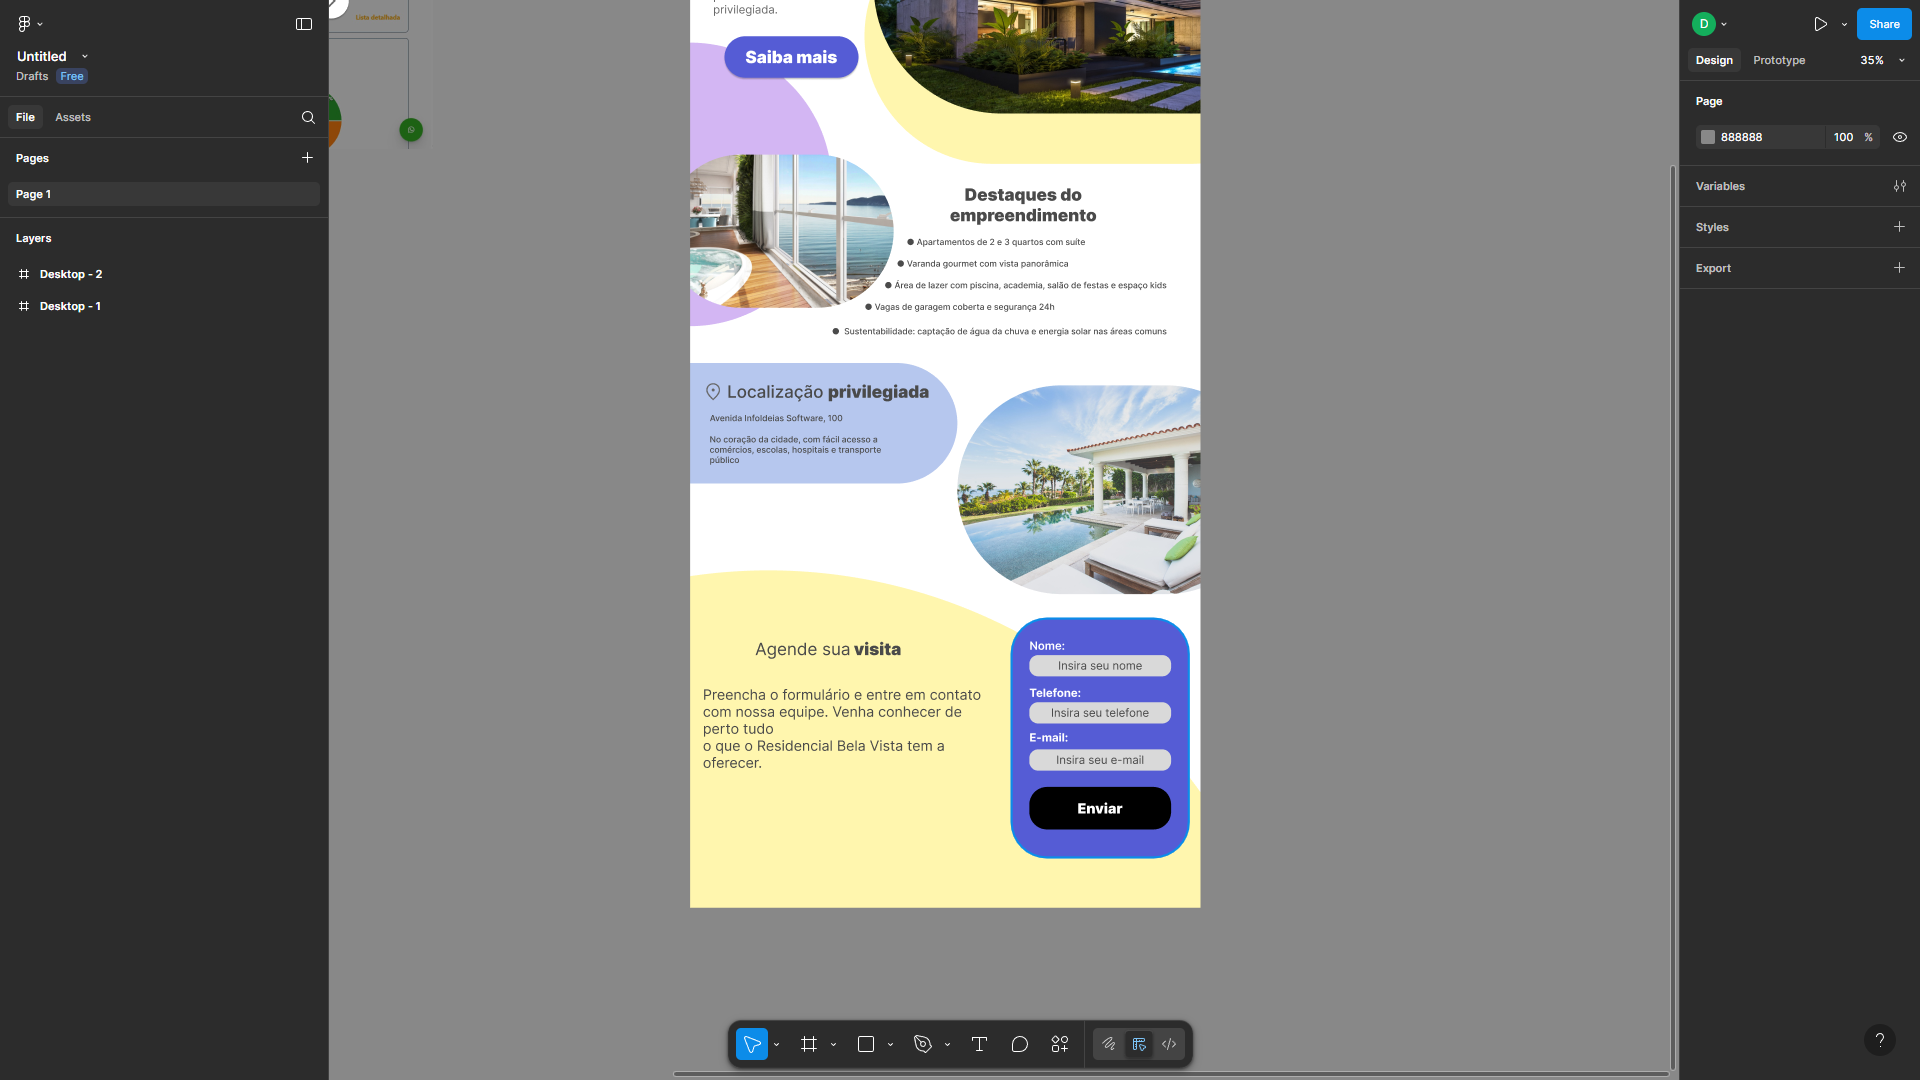 Untitled
Drafts Free
File Assets
Pages
Page 1
Layers
Desktop - 2
Desktop - 1
Lista detalhada
privilegiada.
Saiba mais
Destaques do
empreendimento
● Apartamentos de 2 e 3 quartos com suíte
● Varanda gourmet com vista panorâmica
● Área de lazer com piscina, academia, salão de festas e espaço kids
● Vagas de garagem coberta e segurança 24h
● Sustentabilidade: captação de água da chuva e energia solar nas áreas comuns
Localização privilegiada
Avenida InfoIdeias Software, 100
No coração da cidade, com fácil acesso a
comércios, escolas, hospitais e transporte
público
Agende sua visita
Preencha o formulário e entre em contato
com nossa equipe. Venha conhecer de
perto tudo
o que o Residencial Bela Vista tem a
oferecer.
Nome:
Insira seu nome
Telefone:
Insira seu telefone
E-mail:
Insira seu e-mail
Enviar
D
Share
Design Prototype 35%
Page
888888 100 %
Variables
Styles
Export
?